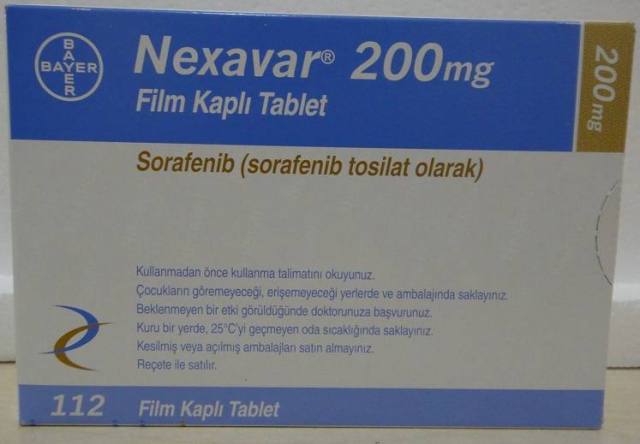 BAYER
BAYER
Nexavar® 200mg
Film Kaplı Tablet
200mg
Sorafenib (sorafenib tosilat olarak)
Kullanmadan önce kullanma talimatını okuyunuz.
Çocukların göremeyeceği, erişemeyeceği yerlerde ve ambalajında saklayınız.
Beklenmeyen bir etki görüldüğünde doktorunuza başvurunuz.
Kuru bir yerde, 25°C'yi geçmeyen oda sıcaklığında saklayınız.
Kesilmiş veya açılmış ambalajları satın almayınız.
Reçete ile satılır.
112 Film Kaplı Tablet